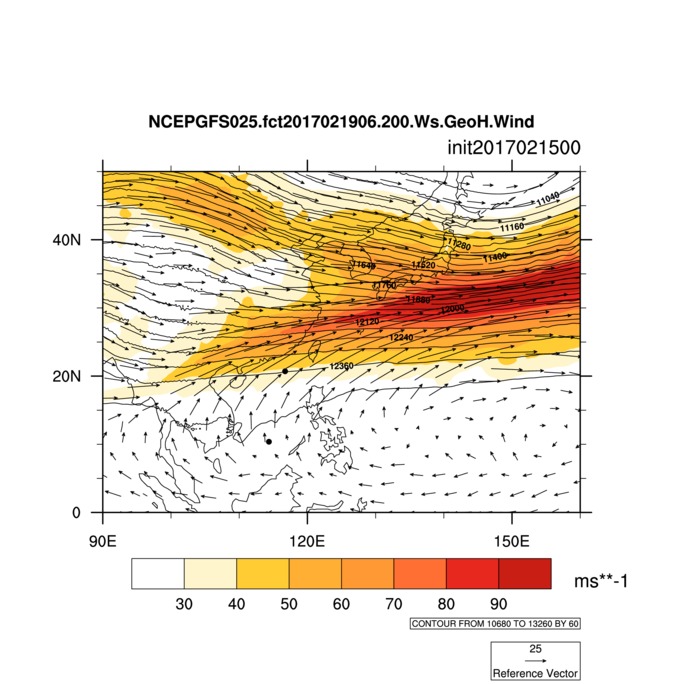 NCEPGFS025.fct2017021906.200.Ws.GeoH.Wind
init2017021500
11040
11160
11280
11400
11520
11640
11760
11880
12000
12120
12240
12360
40N
20N
0
90E 120E 150E
ms**-1
30 40 50 60 70 80 90
CONTOUR FROM 10680 TO 13260 BY 60
25
Reference Vector